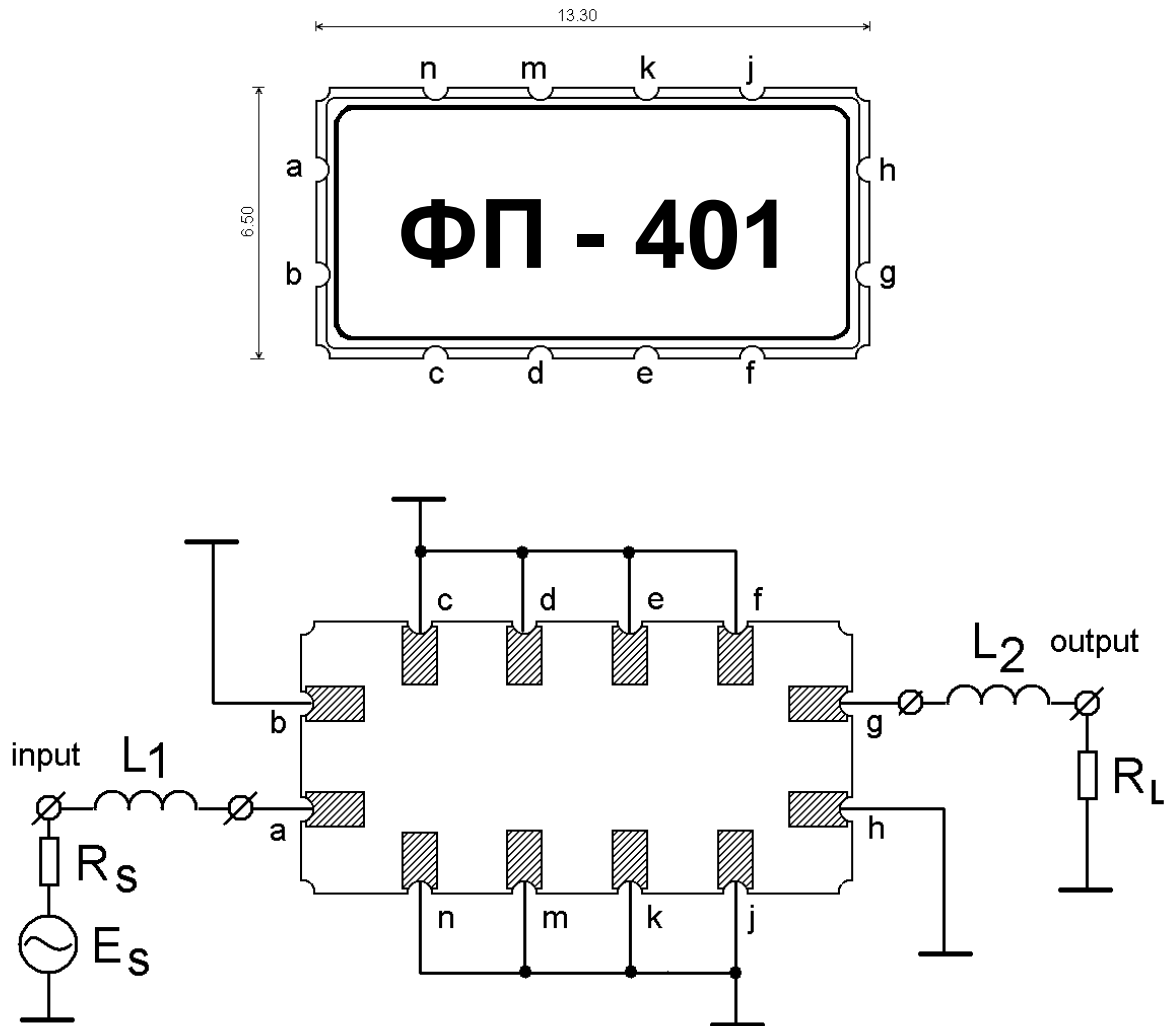 13.30
n m k j
a h
6.50
ФП - 401
b g
c d e f
c d e f
L2 output
b g
input L1
RL
a h
RS
n m k j
ES